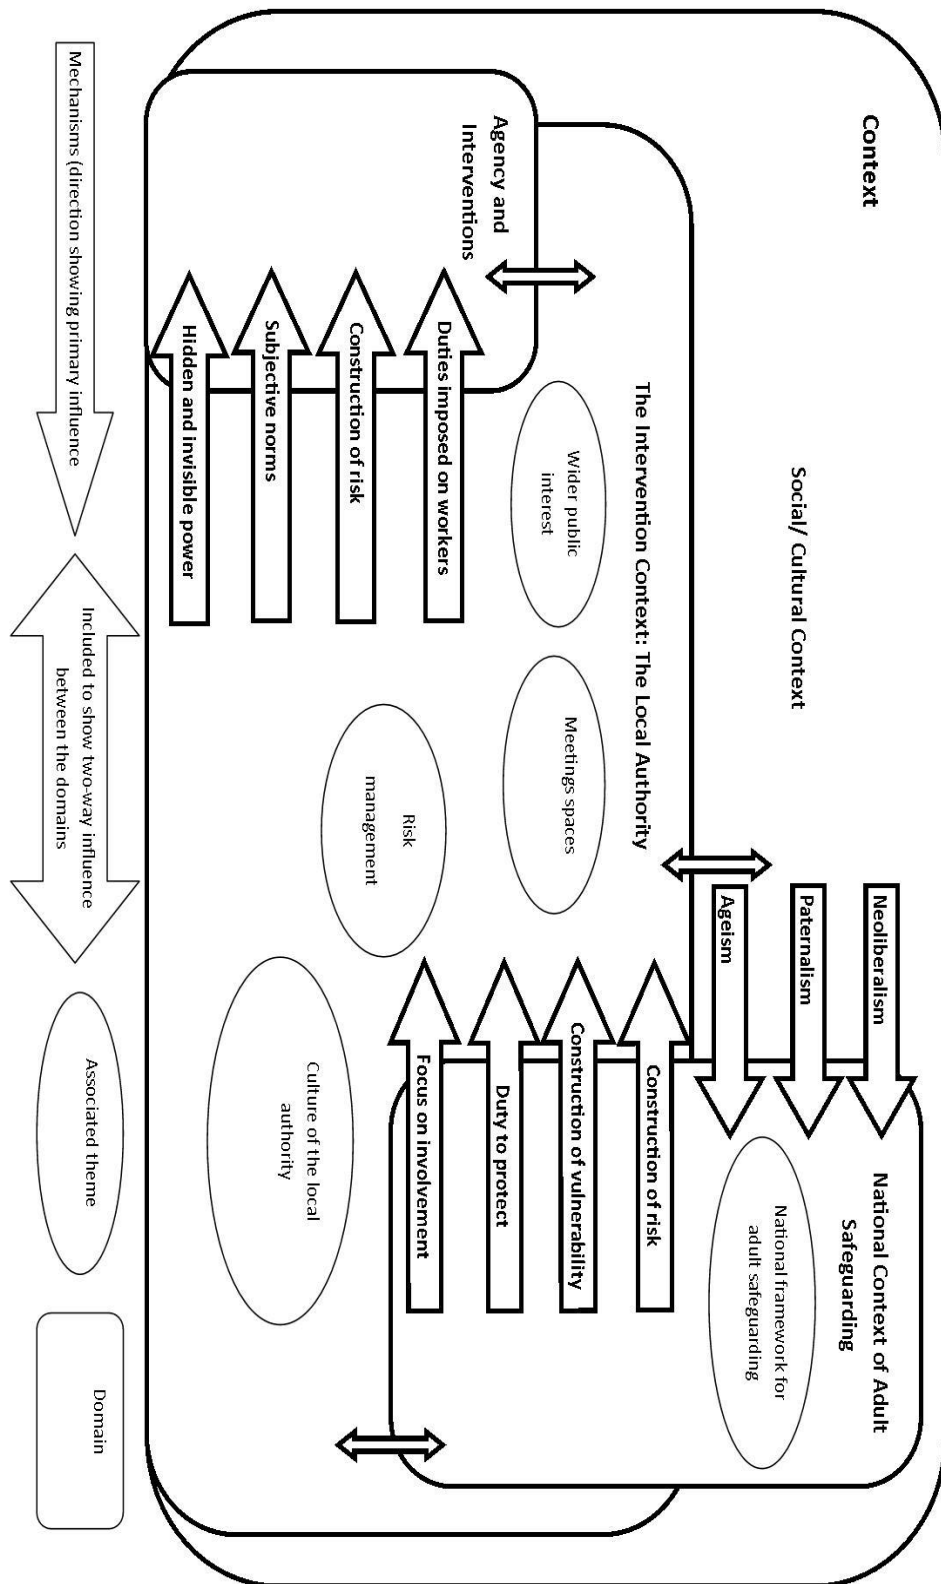 Context
Social/ Cultural Context
Neoliberalism
Paternalism
Ageism
National Context of Adult
Safeguarding
National framework for
adult safeguarding
The Intervention Context: The Local Authority
Construction of risk
Construction of vulnerability
Duty to protect
Focus on involvement
Wider public
interest
Meetings spaces
Risk
management
Culture of the local
authority
Agency and
Interventions
Duties imposed on workers
Construction of risk
Subjective norms
Hidden and invisible power
Mechanisms (direction showing primary influence
Included to show two-way influence
between the domains
Associated theme
Domain